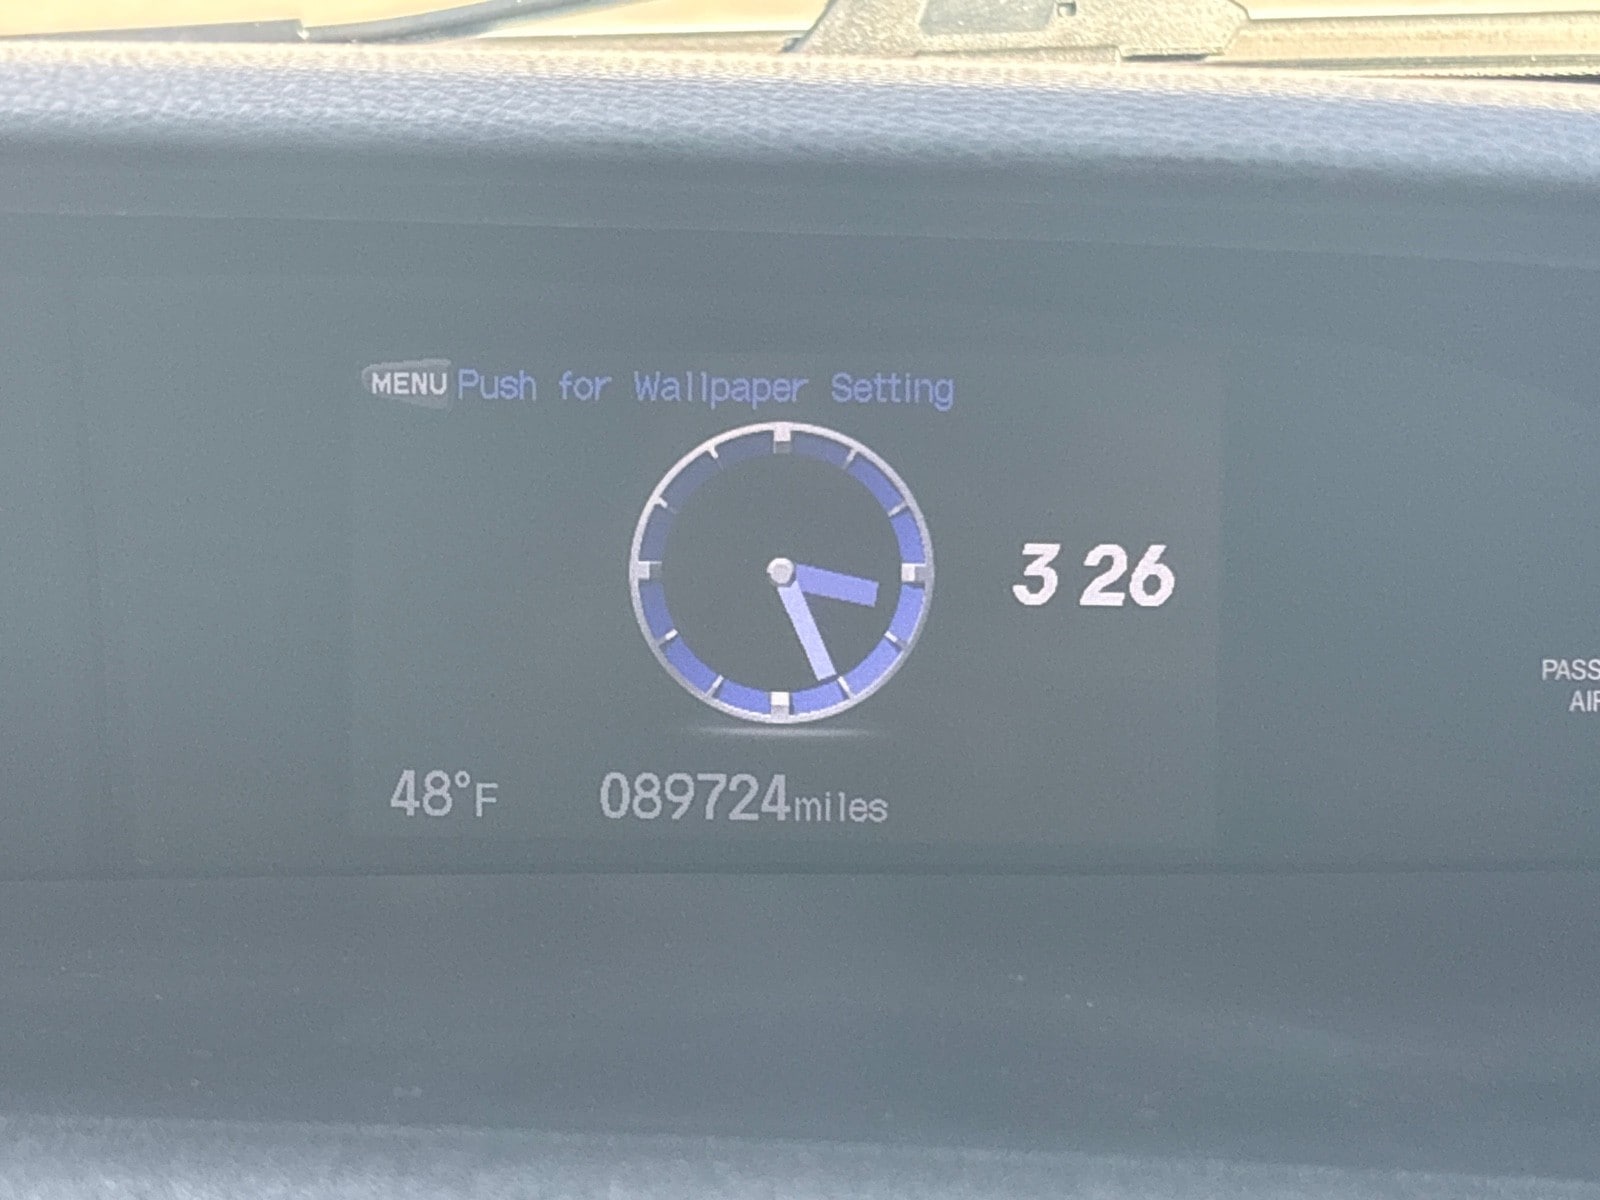 MENU Push for Wallpaper Setting
3 26
PASS
AIR
48°F 089724miles